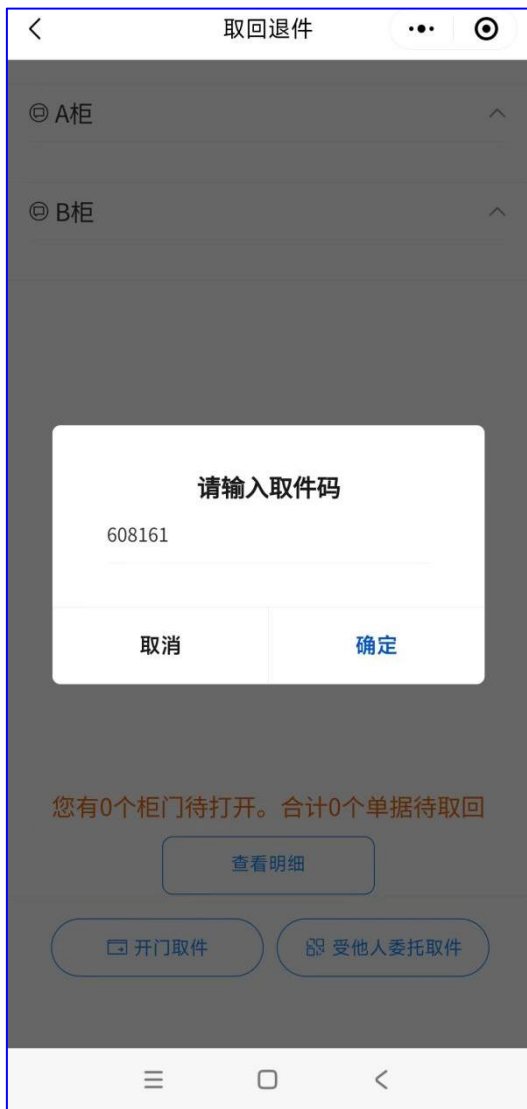 取回退件
A柜
B柜
请输入取件码
608161
取消
确定
您有0个柜门待打开。合计0个单据待取回
查看明细
开门取件
受他人委托取件